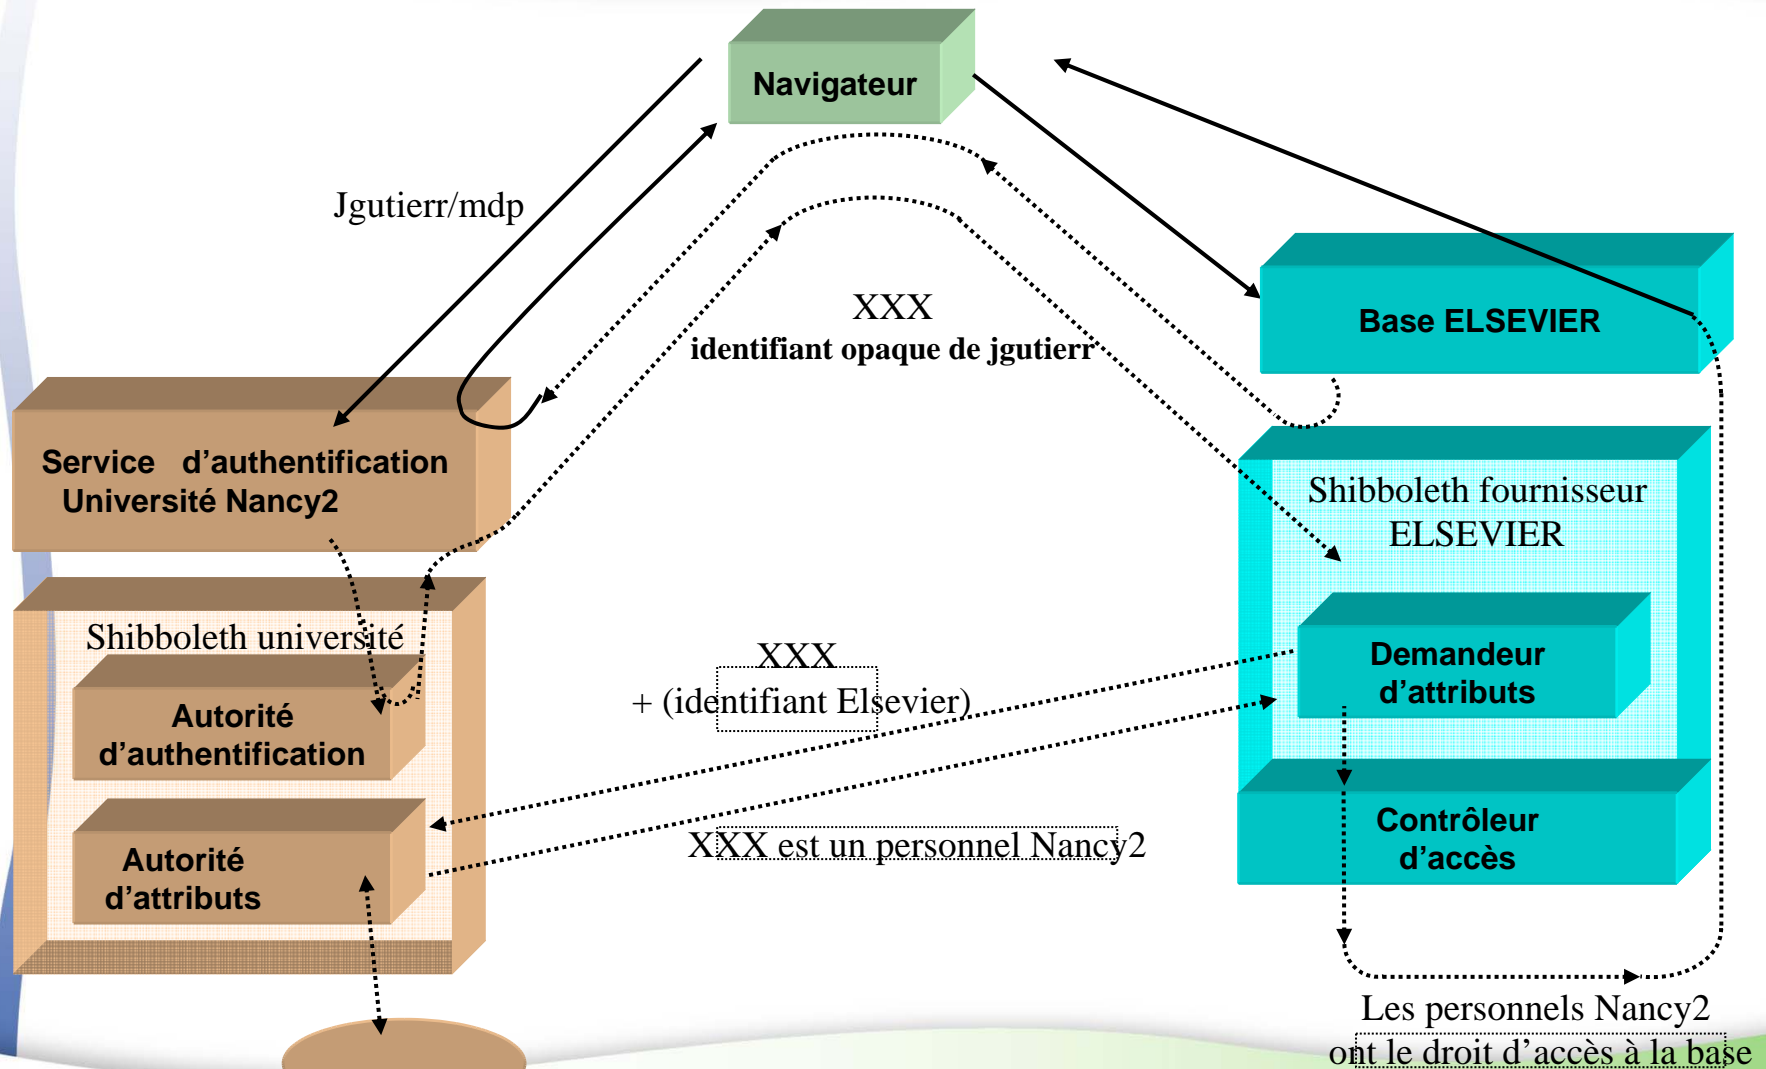 Navigateur
Jgutierr/mdp
XXX
identifiant opaque de jgutierr
Base ELSEVIER
Service d’authentification
Université Nancy2
Shibboleth fournisseur
ELSEVIER
Shibboleth université
Autorité
d’authentification
XXX
+ (identifiant Elsevier)
Demandeur
d’attributs
Autorité
d’attributs
XXX est un personnel Nancy2
Contrôleur
d’accès
Les personnels Nancy2
ont le droit d’accès à la base